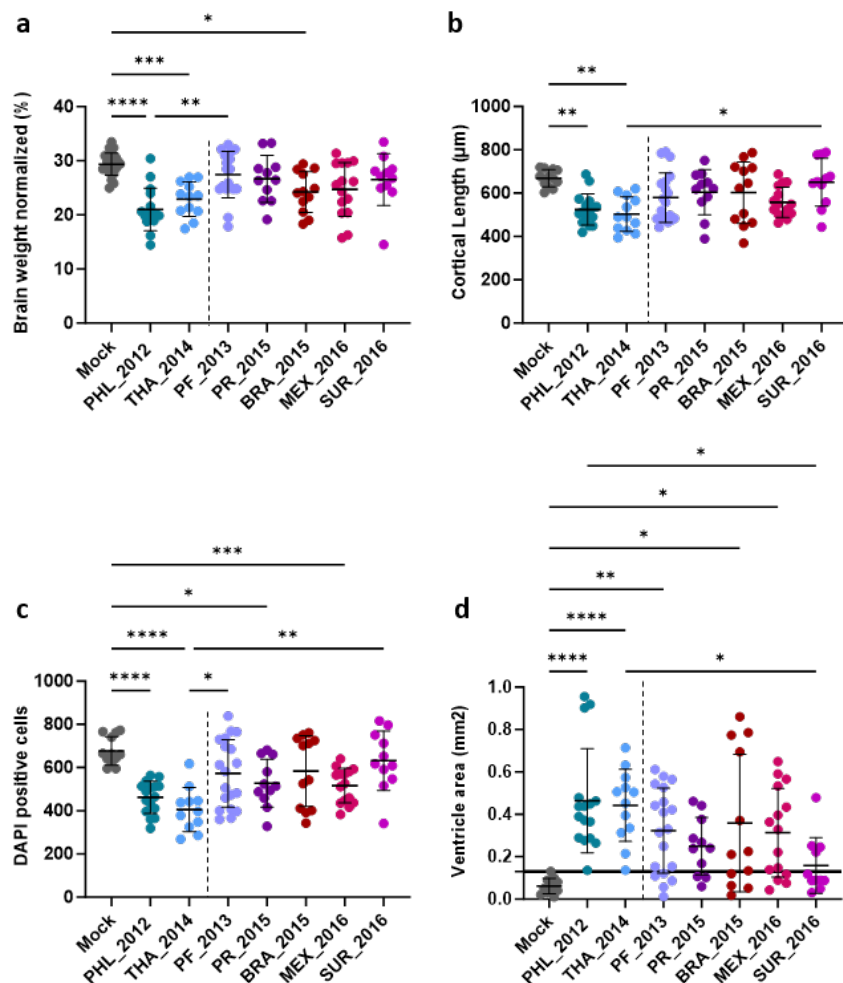 a
*
***
****
**
Brain weight normalized (%)
40
30
20
10
0
Mock
PHL_2012
THA_2014
PF_2013
PR_2015
BRA_2015
MEX_2016
SUR_2016
b
**
**
*
Cortical Length (µm)
1000
800
600
400
200
0
Mock
PHL_2012
THA_2014
PF_2013
PR_2015
BRA_2015
MEX_2016
SUR_2016
c
***
*
****
**
****
*
DAPI positive cells
1000
800
600
400
200
0
Mock
PHL_2012
THA_2014
PF_2013
PR_2015
BRA_2015
MEX_2016
SUR_2016
*
*
*
**
d
****
****
*
Ventricle area (mm2)
1.0
0.8
0.6
0.4
0.2
0.0
Mock
PHL_2012
THA_2014
PF_2013
PR_2015
BRA_2015
MEX_2016
SUR_2016